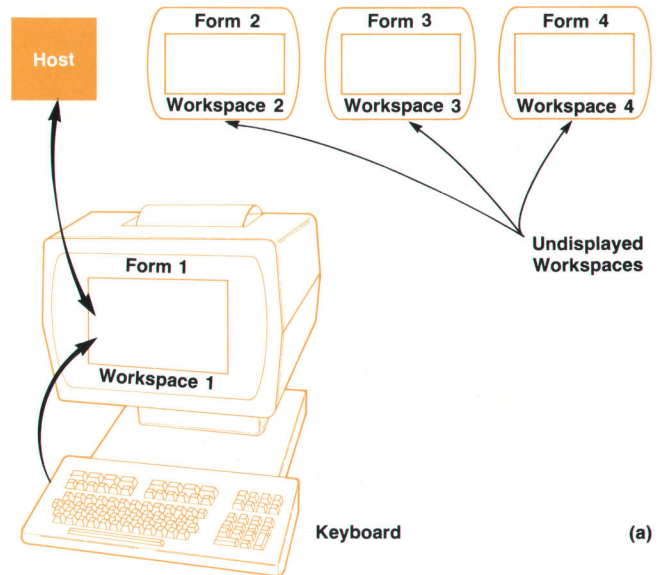 Form 2
Form 3
Form 4
Host
Workspace 2
Workspace 3
Workspace 4
Undisplayed
Workspaces
Form 1
Workspace 1
Keyboard
(a)